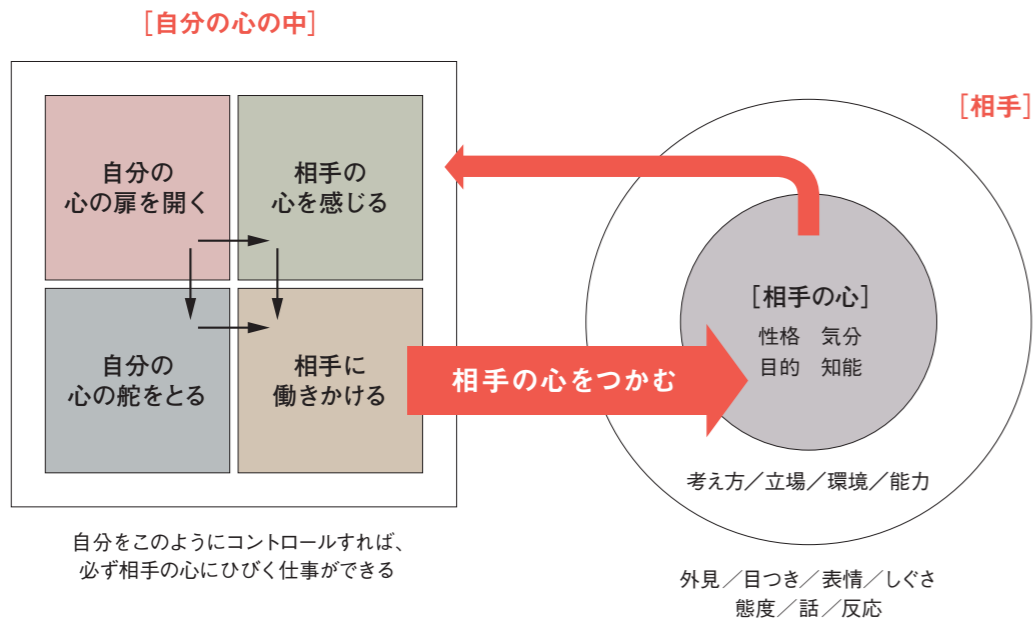 ［自分の心の中］
［相手］
自分の
心の扉を開く
相手の
心を感じる
自分の
心の舵をとる
相手に
働きかける
相手の心をつかむ
［相手の心］
性格　気分
目的　知能
考え方／立場／環境／能力
自分をこのようにコントロールすれば、
必ず相手の心にひびく仕事ができる
外見／目つき／表情／しぐさ
態度／話／反応